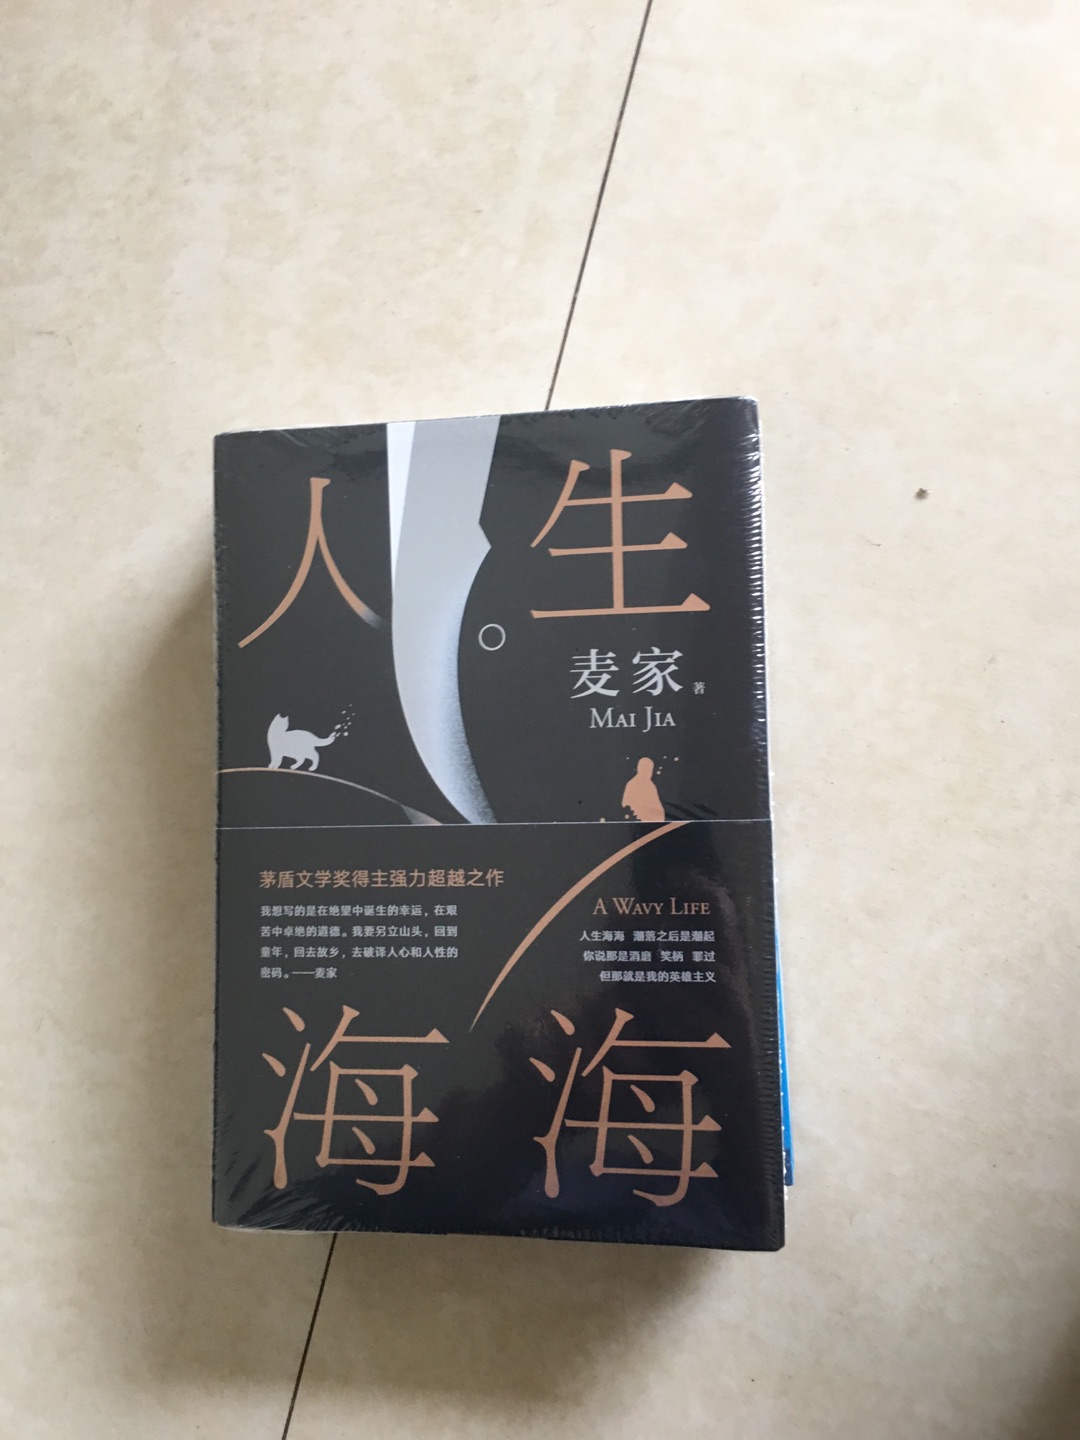 人生
麦家 著
MAI JIA
茅盾文学奖得主强力超越之作
我想写的是在绝望中诞生的幸运，在艰
苦中卓绝的道德。我要另立山头，回到
童年，回去故乡，去破译人心和人性的
密码。——麦家
A WAVY LIFE
人生海海 潮落之后是潮起
你说那是消磨 笑柄 罪过
但那就是我的英雄主义
海海